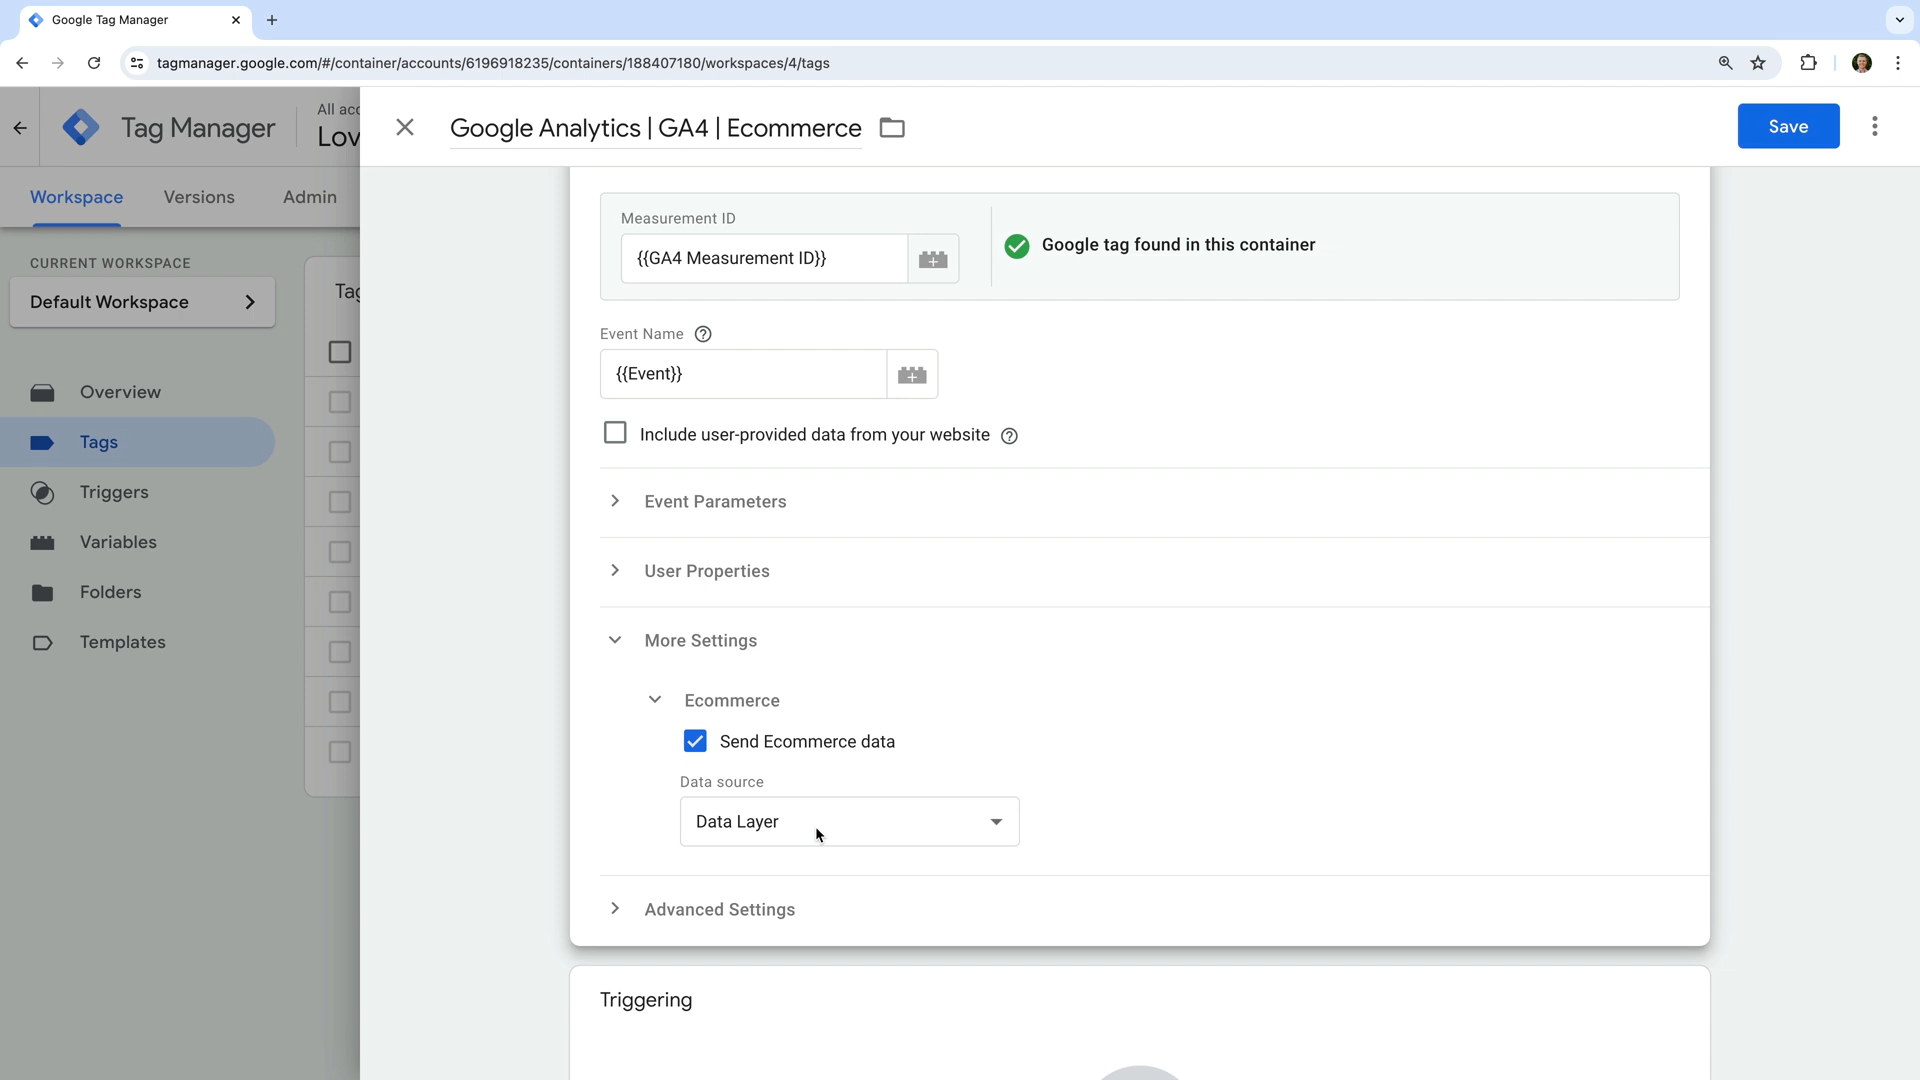 Google Tag Manager
tagmanager.google.com/#/container/accounts/6196918235/containers/188407180/workspaces/4/tags
Tag Manager
All acc
Lov
Google Analytics | GA4 | Ecommerce
Save
Workspace
Versions
Admin
CURRENT WORKSPACE
Default Workspace
Tag
Overview
Tags
Triggers
Variables
Folders
Templates
Measurement ID
{{GA4 Measurement ID}}
Google tag found in this container
Event Name
{{Event}}
Include user-provided data from your website
Event Parameters
User Properties
More Settings
Ecommerce
Send Ecommerce data
Data source
Data Layer
Advanced Settings
Triggering